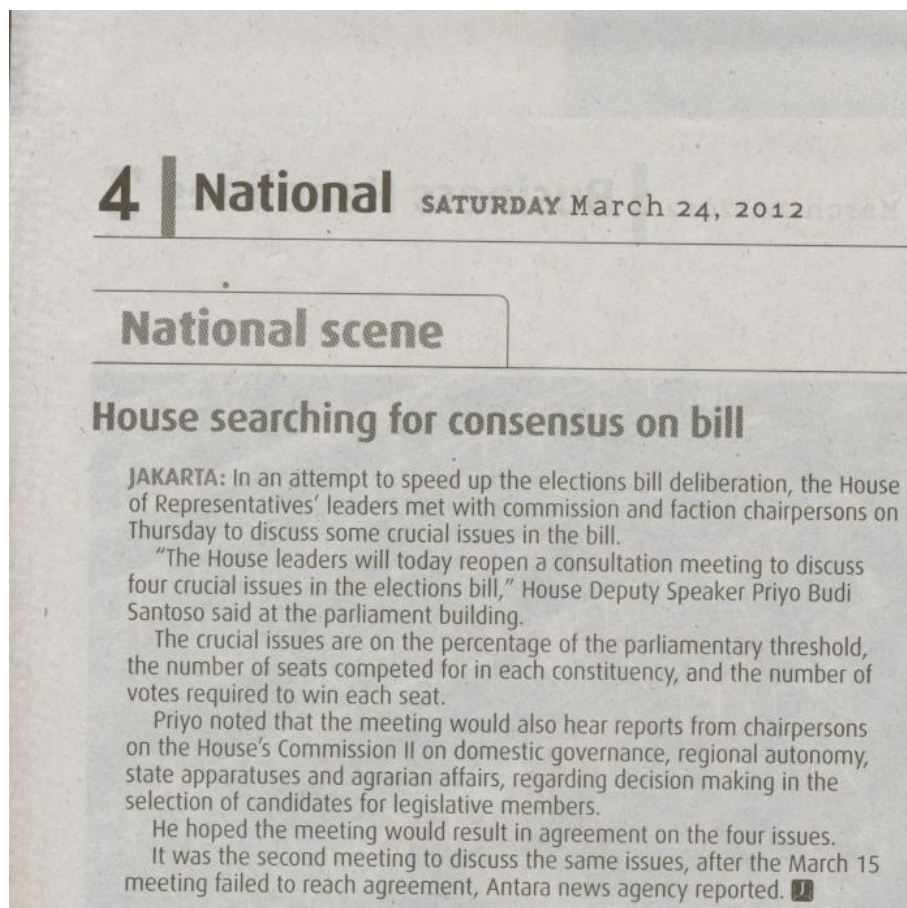 4 National SATURDAY March 24, 2012
National scene
House searching for consensus on bill
JAKARTA: In an attempt to speed up the elections bill deliberation, the House
of Representatives' leaders met with commission and faction chairpersons on
Thursday to discuss some crucial issues in the bill.
"The House leaders will today reopen a consultation meeting to discuss
four crucial issues in the elections bill," House Deputy Speaker Priyo Budi
Santoso said at the parliament building.
The crucial issues are on the percentage of the parliamentary threshold,
the number of seats competed for in each constituency, and the number of
votes required to win each seat.
Priyo noted that the meeting would also hear reports from chairpersons
on the House's Commission II on domestic governance, regional autonomy,
state apparatuses and agrarian affairs, regarding decision making in the
selection of candidates for legislative members.
He hoped the meeting would result in agreement on the four issues.
It was the second meeting to discuss the same issues, after the March 15
meeting failed to reach agreement, Antara news agency reported.